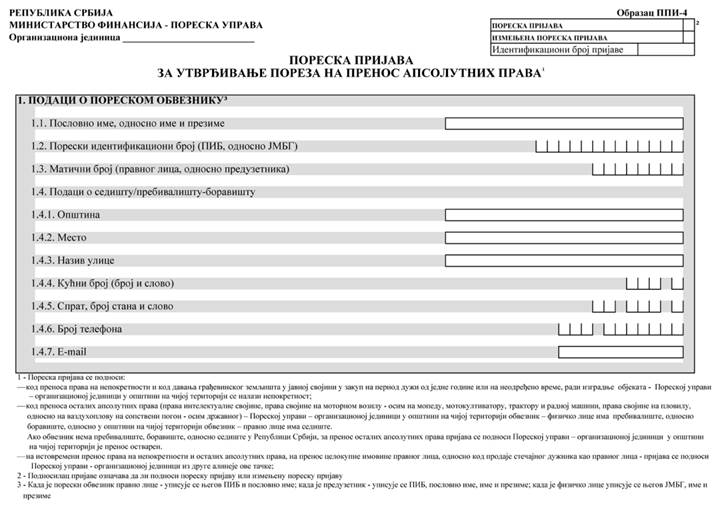 РЕПУБЛИКА СРБИЈА
МИНИСТАРСТВО ФИНАНСИЈА - ПОРЕСКА УПРАВА
Организациона јединица
Образац ППИ-4
ПОРЕСКА ПРИЈАВА
2
ИЗМЕЊЕНА ПОРЕСКА ПРИЈАВА
Идентификациони број пријаве
ПОРЕСКА ПРИЈАВА
ЗА УТВРЂИВАЊЕ ПОРЕЗА НА ПРЕНОС АПСОЛУТНИХ ПРАВА¹
1. ПОДАЦИ О ПОРЕСКОМ ОБВЕЗНИКУ³
1.1. Пословно име, односно име и презиме
1.2. Порески идентификациони број (ПИБ, односно ЈМБГ)
1.3. Матични број (правног лица, односно предузетника)
1.4. Подаци о седишту/пребивалишту-боравишту
1.4.1. Општина
1.4.2. Место
1.4.3. Назив улице
1.4.4. Кућни број (број и слово)
1.4.5. Спрат, број стана и слово
1.4.6. Број телефона
1.4.7. E-mail
1 - Пореска пријава се подноси:
—код преноса права на непокретности и код давања грађевинског земљишта у јавној својини у закуп на период дужи од једне године или на неодређено време, ради изградње објеката - Пореској управи
– организационој јединици у општини на чијој територији се налази непокретност;
—код преноса осталих апсолутних права (права интелектуалне својине, права својине на моторном возилу - осим на мопеду, мотокултиватору, трактору и радној машини, права својине на пловилу,
односно на ваздухоплову на сопствени погон - осим државног) – Пореској управи – организационој јединици у општини на чијој територији обвезник – физичко лице има пребивалиште, односно
боравиште, односно у општини на чијој територији обвезник – правно лице има седиште.
Ако обвезник нема пребивалиште, боравиште, односно седиште у Републици Србији, за пренос осталих апсолутних права пријава се подноси Пореској управи – организационој јединици у општини
на чијој територији је пренос остварен.
—на истовремени пренос права на непокретности и осталих апсолутних права, на пренос целокупне имовине правног лица, односно код продаје стечајног дужника као правног лица - пријава се подноси
Пореској управи - организационој јединици из друге алинеје ове тачке;
2 - Подносилац пријаве означава да ли подноси пореску пријаву или измењену пореску пријаву
3 - Када је порески обвезник правно лице - уписује се његов ПИБ и пословно име; када је предузетник - уписује се ПИБ, пословно име, име и презиме; када је физичко лице уписује се његов ЈМБГ, име и
презиме